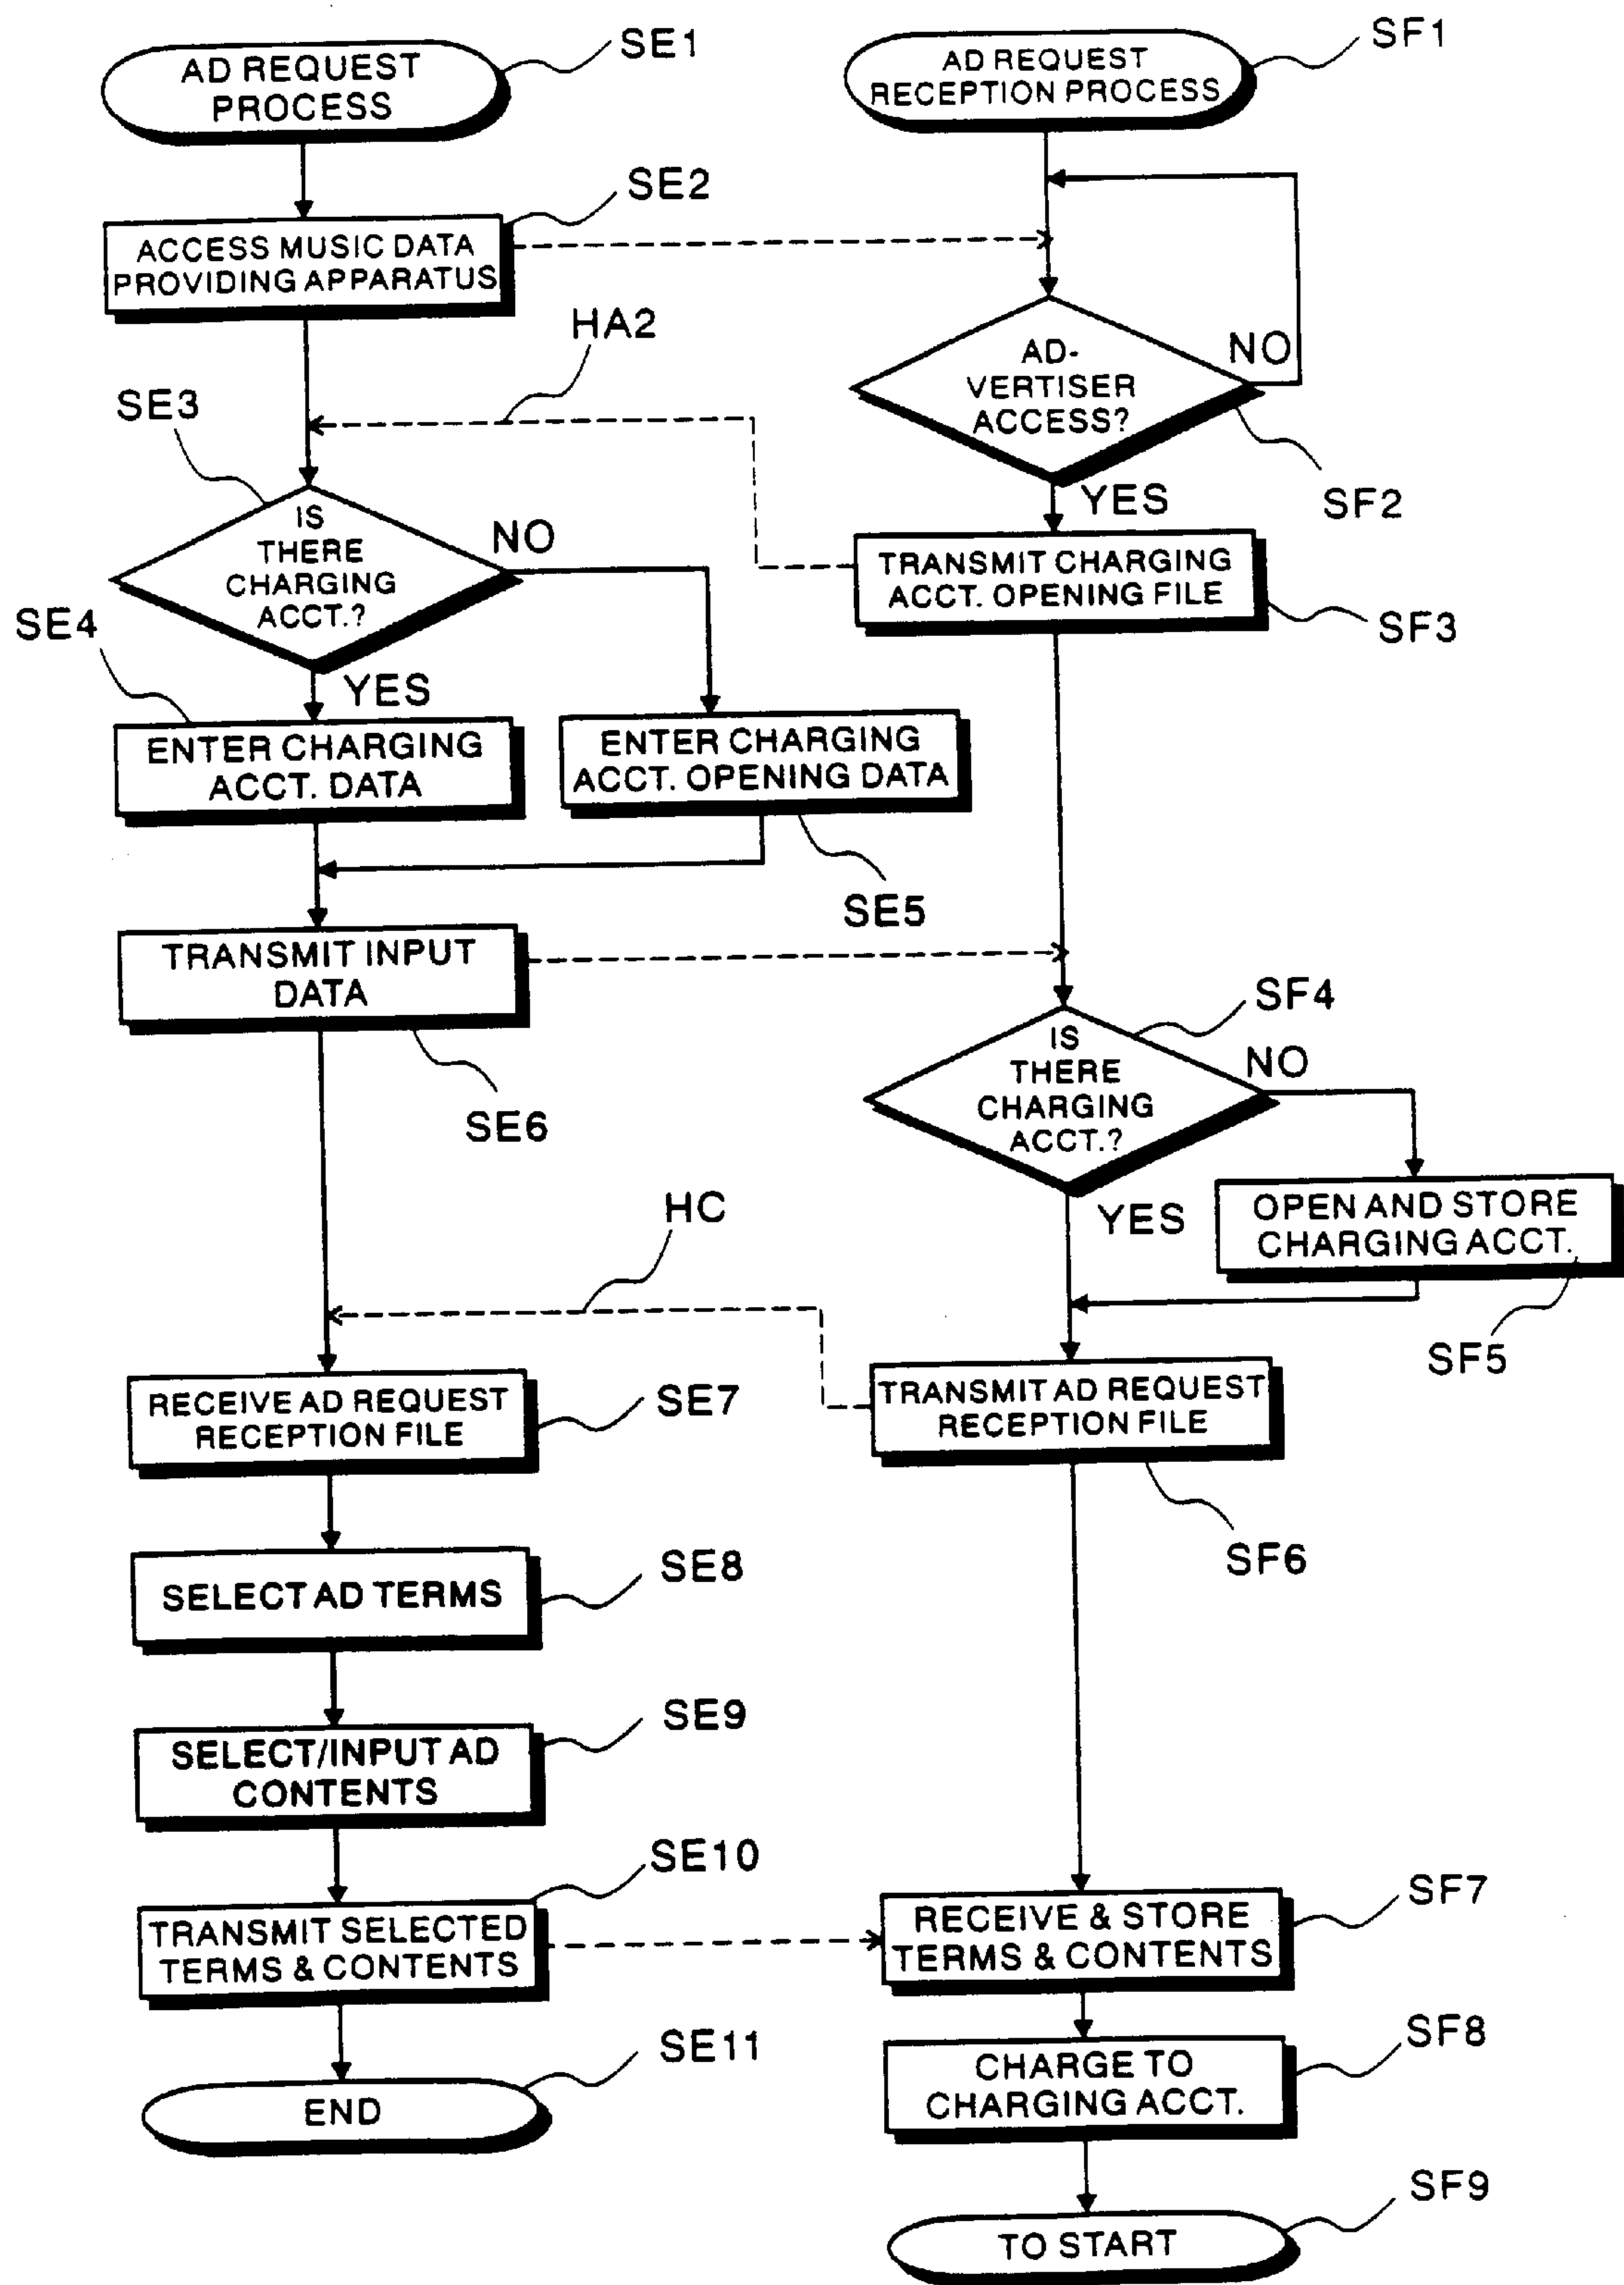 AD REQUEST
PROCESS
SE1
ACCESS MUSIC DATA
PROVIDING APPARATUS
SE2
HA2
SE3
IS
THERE
CHARGING
ACCT.?
NO
YES
SE4
ENTER CHARGING
ACCT. DATA
ENTER CHARGING
ACCT. OPENING DATA
SE5
TRANSMIT INPUT
DATA
SE6
HC
RECEIVE AD REQUEST
RECEPTION FILE
SE7
SELECT AD TERMS
SE8
SELECT/INPUT AD
CONTENTS
SE9
TRANSMIT SELECTED
TERMS & CONTENTS
SE10
END
SE11
AD REQUEST
RECEPTION PROCESS
SF1
AD-
VERTISER
ACCESS?
NO
YES
SF2
TRANSMIT CHARGING
ACCT. OPENING FILE
SF3
IS
THERE
CHARGING
ACCT.?
SF4
NO
YES
OPEN AND STORE
CHARGING ACCT.
SF5
TRANSMIT AD REQUEST
RECEPTION FILE
SF6
RECEIVE & STORE
TERMS & CONTENTS
SF7
CHARGE TO
CHARGING ACCT.
SF8
TO START
SF9